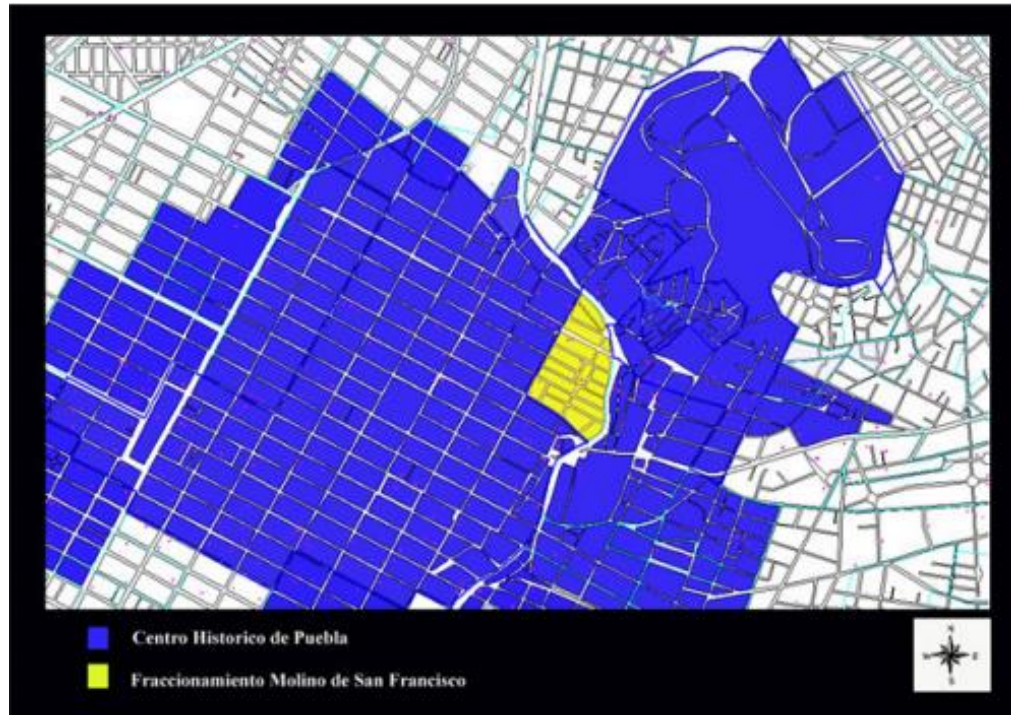 Centro Historico de Puebla
Fraccionamiento Molino de San Francisco
N
W E
S